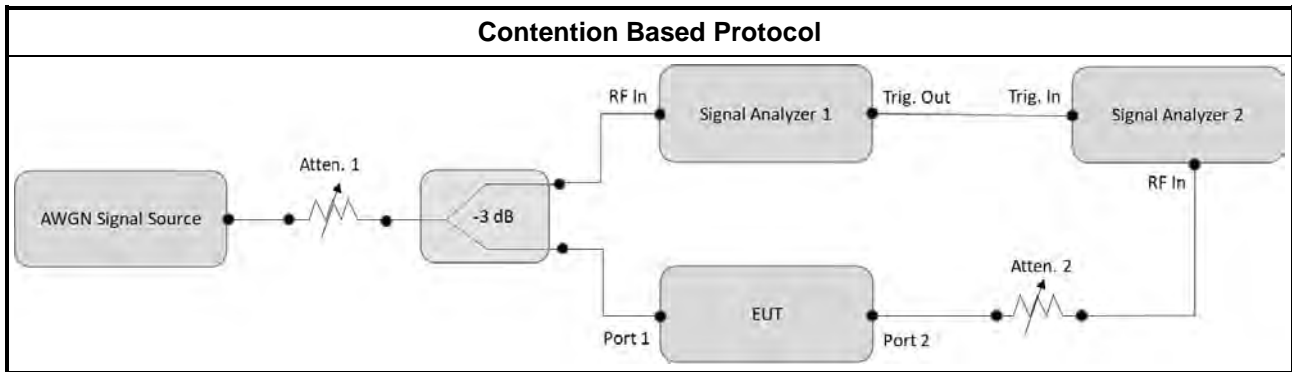 Contention Based Protocol
RF In
Signal Analyzer 1
Trig. Out
Trig. In
Signal Analyzer 2
RF In
Atten. 1
AWGN Signal Source
-3 dB
Atten. 2
EUT
Port 1
Port 2